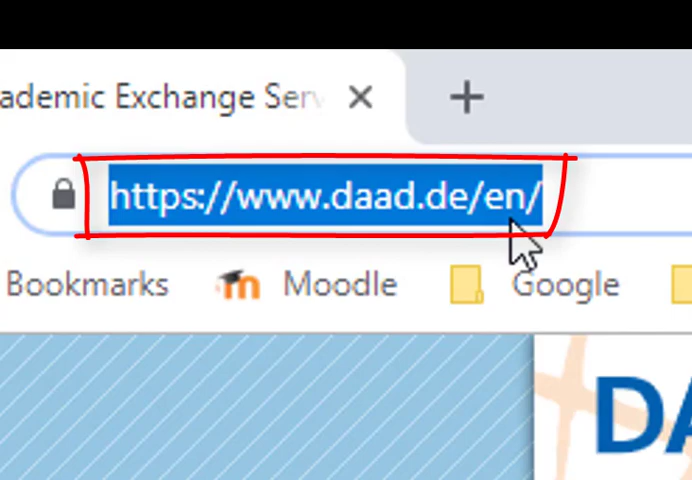 ademic Exchange Serv
https://www.daad.de/en/
Bookmarks Moodle Google
DA